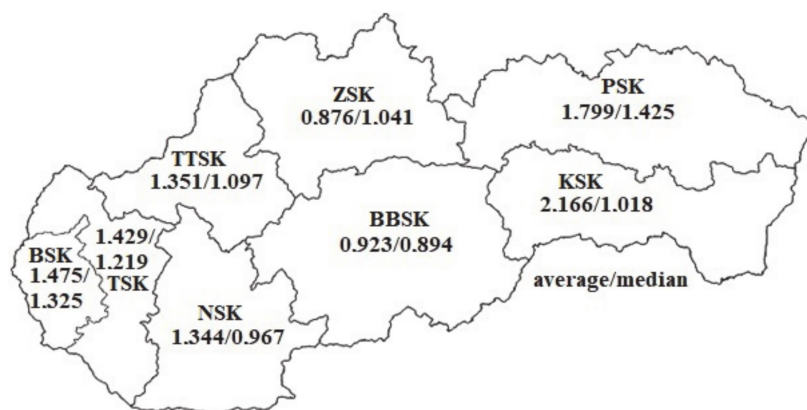 ZSK
0.876/1.041
PSK
1.799/1.425
TTSK
1.351/1.097
KSK
2.166/1.018
BBSK
0.923/0.894
1.429/
1.219
TSK
BSK
1.475/
1.325
average/median
NSK
1.344/0.967